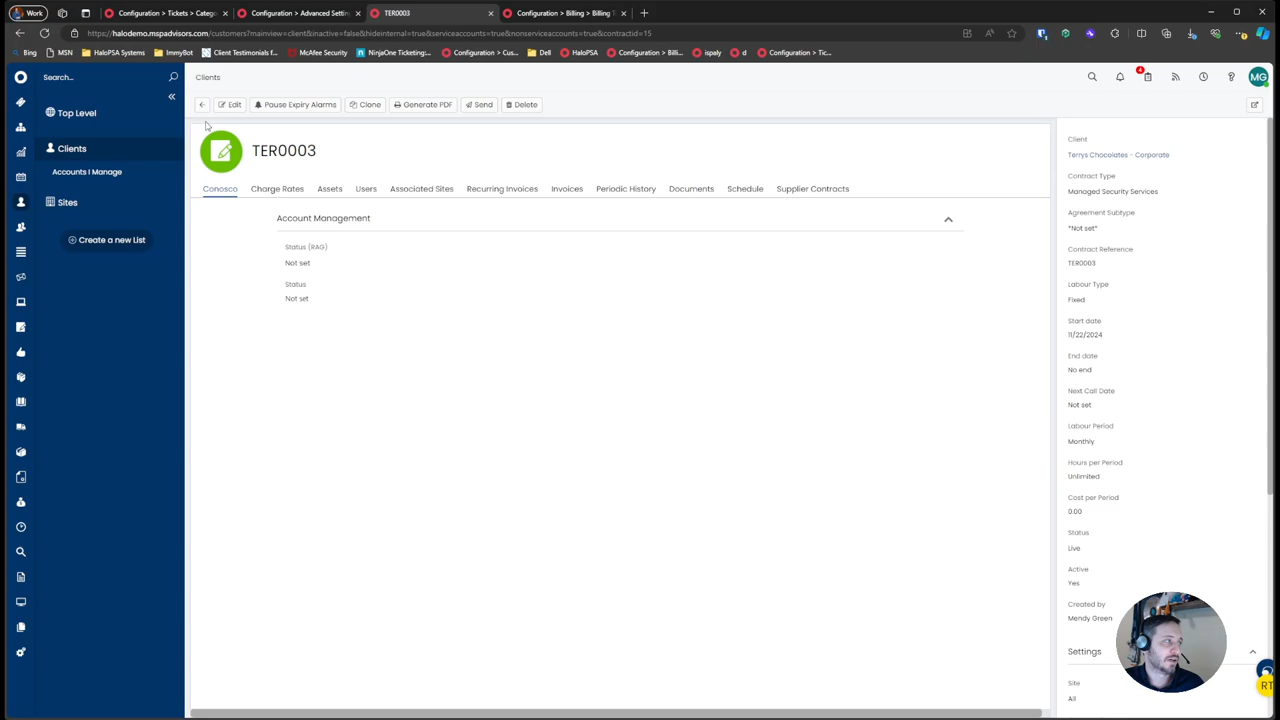 Work
Configuration > Tickets > Catego
Configuration > Advanced Setting
TER0003
Configuration > Billing > Billing T
https://halodemo.mspadvisors.com/customers?mainview=client&inactive=false&hideinternal=true&serviceaccounts=true&nonserviceaccounts=true&contractid=15
Bing
MSN
HaloPSA Systems
ImmyBot
Client Testimonials f...
McAfee Security
NinjaOne Ticketing:...
Configuration > Cus...
Dell
HaloPSA
Configuration > Billi...
ispaly
d
Configuration > Tic...
Search...
Clients
4
MG
Top Level
Edit
Pause Expiry Alarms
Clone
Generate PDF
Send
Delete
Clients
Accounts I Manage
Sites
Create a new List
TER0003
Conosco
Charge Rates
Assets
Users
Associated Sites
Recurring Invoices
Invoices
Periodic History
Documents
Schedule
Supplier Contracts
Account Management
Status (RAG)
Not set
Status
Not set
Client
Terrys Chocolates - Corporate
Contract Type
Managed Security Services
Agreement Subtype
*Not set*
Contract Reference
TER0003
Labour Type
Fixed
Start date
11/22/2024
End date
No end
Next Call Date
Not set
Labour Period
Monthly
Hours per Period
Unlimited
Cost per Period
0.00
Status
Live
Active
Yes
Created by
Mendy Green
Settings
Site
All
RT